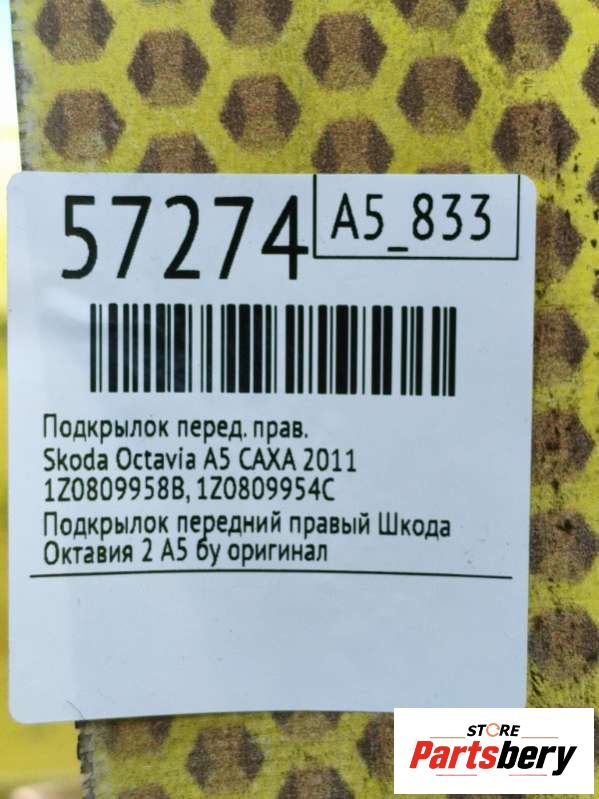 57274
A5_833
Подкрылок перед. прав.
Skoda Octavia A5 CAXA 2011
1Z0809958B, 1Z0809954C
Подкрылок передний правый Шкода
Октавия 2 А5 бу оригинал
STORE
Partsbery